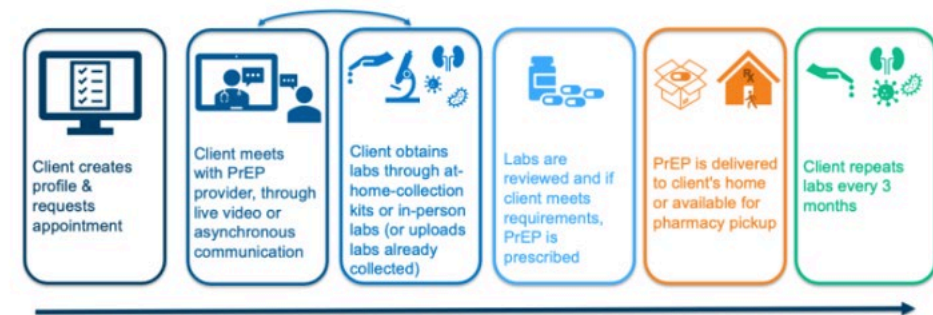 Client creates
profile &
requests
appointment
Client meets
with PrEP
provider, through
live video or
asynchronous
communication
Client obtains
labs through at-
home-collection
kits or in-person
labs (or uploads
labs already
collected)
Labs are
reviewed and if
client meets
requirements,
PrEP is
prescribed
Rx
PrEP is delivered
to client's home
or available for
pharmacy pickup
Client repeats
labs every 3
months